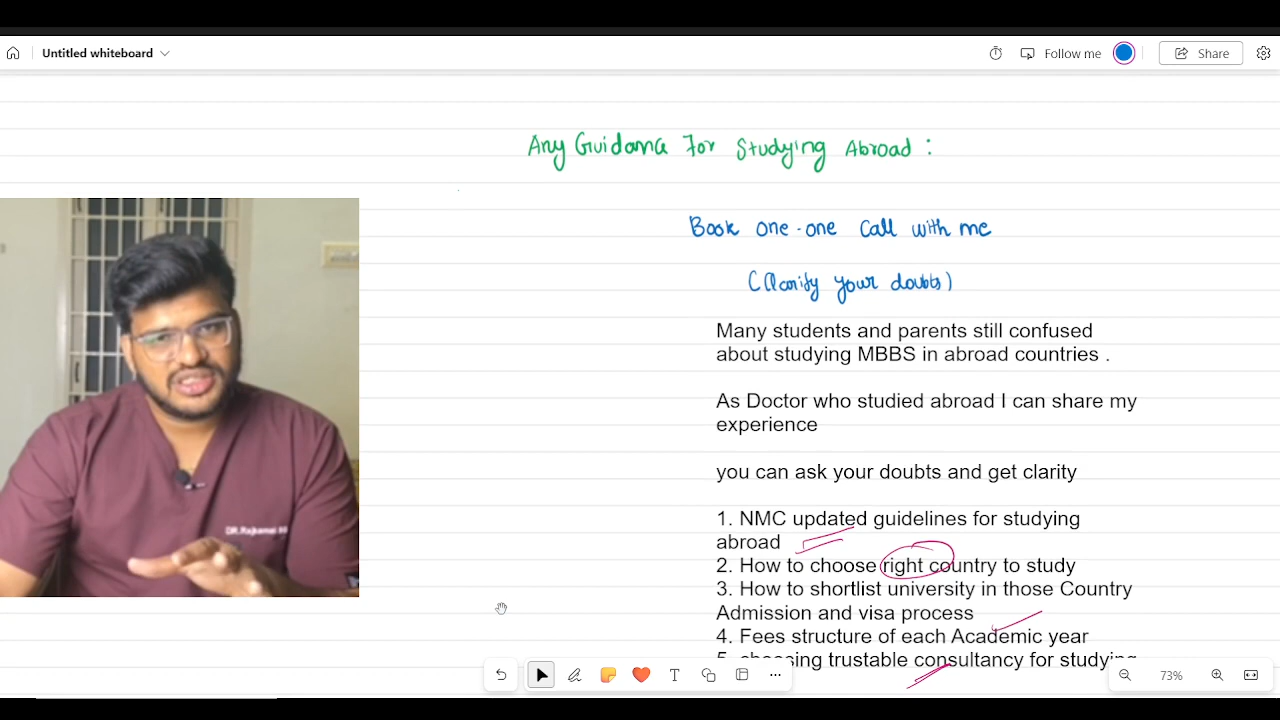 Untitled whiteboard
Follow me
Share
Any Guidance For Studying Abroad :
Book one-one call with me
(Clarify your doubts)
Many students and parents still confused
about studying MBBS in abroad countries .
As Doctor who studied abroad I can share my
experience
you can ask your doubts and get clarity
1. NMC updated guidelines for studying
abroad
2. How to choose right country to study
3. How to shortlist university in those Country
Admission and visa process
4. Fees structure of each Academic year
5. choosing trustable consultancy for studying
DR.Rajkamal
T
73%